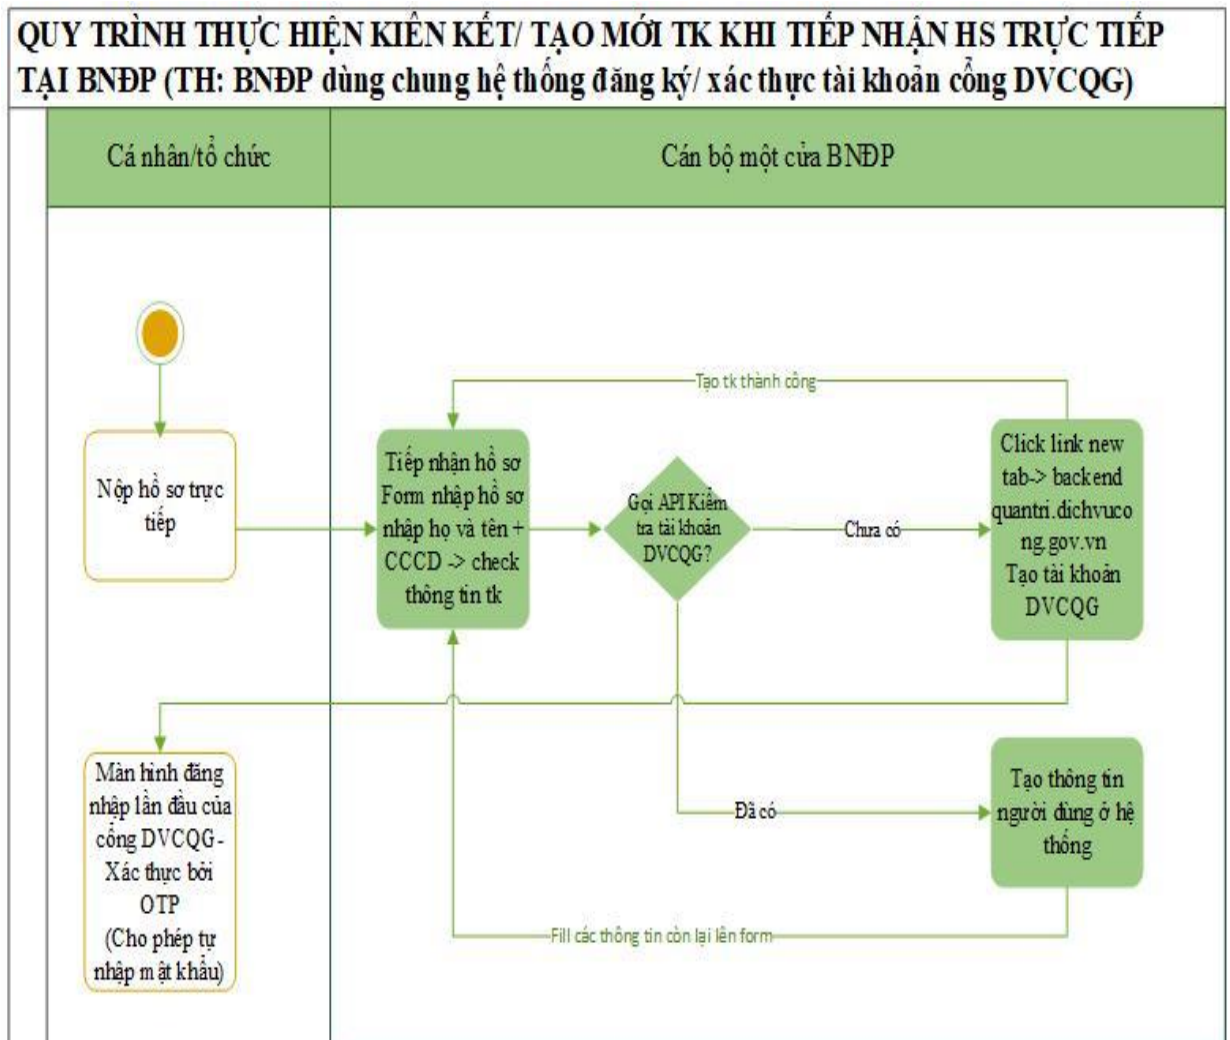 QUY TRÌNH THỰC HIỆN KIÊN KẾT/ TẠO MỚI TK KHI TIẾP NHẬN HS TRỰC TIẾP
TẠI BNĐP (TH: BNĐP dùng chung hệ thống đăng ký/ xác thực tài khoản cổng DVCQG)
Cá nhân/tổ chức
Cán bộ một cửa BNĐP
Tạo tk thành công
Nộp hồ sơ trực
tiếp
Tiếp nhận hồ sơ
Form nhập hồ sơ
nhập họ và tên +
CCCD -> check
thông tin tk
Gọi API Kiểm
tra tài khoản
DVCQG?
Chưa có
Click link new
tab-> backend
quantri.dichvuco
ng.gov.vn
Tạo tài khoản
DVCQG
Màn hình đăng
nhập lần đầu của
cổng DVCQG -
Xác thực bởi
OTP
(Cho phép tự
nhập mật khẩu)
Đã có
Tạo thông tin
người dùng ở hệ
thống
Fill các thông tin còn lại lên form